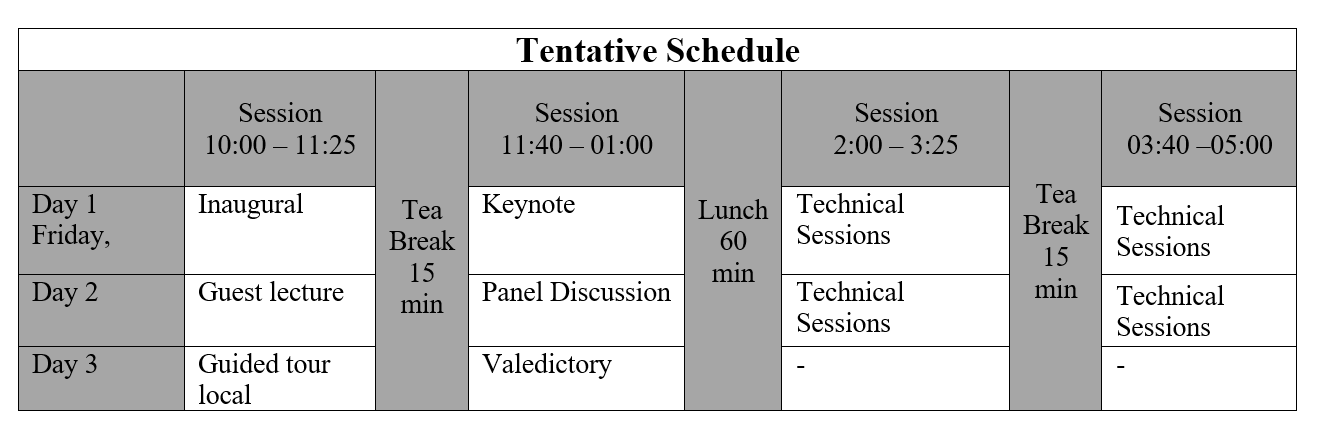 Tentative Schedule
Session
10:00 – 11:25
Tea
Break
15
min
Session
11:40 – 01:00
Lunch
60
min
Session
2:00 – 3:25
Tea
Break
15
min
Session
03:40 –05:00
Day 1
Friday,
Inaugural
Keynote
Technical
Sessions
Technical
Sessions
Day 2
Guest lecture
Panel Discussion
Technical
Sessions
Technical
Sessions
Day 3
Guided tour
local
Valedictory
-
-